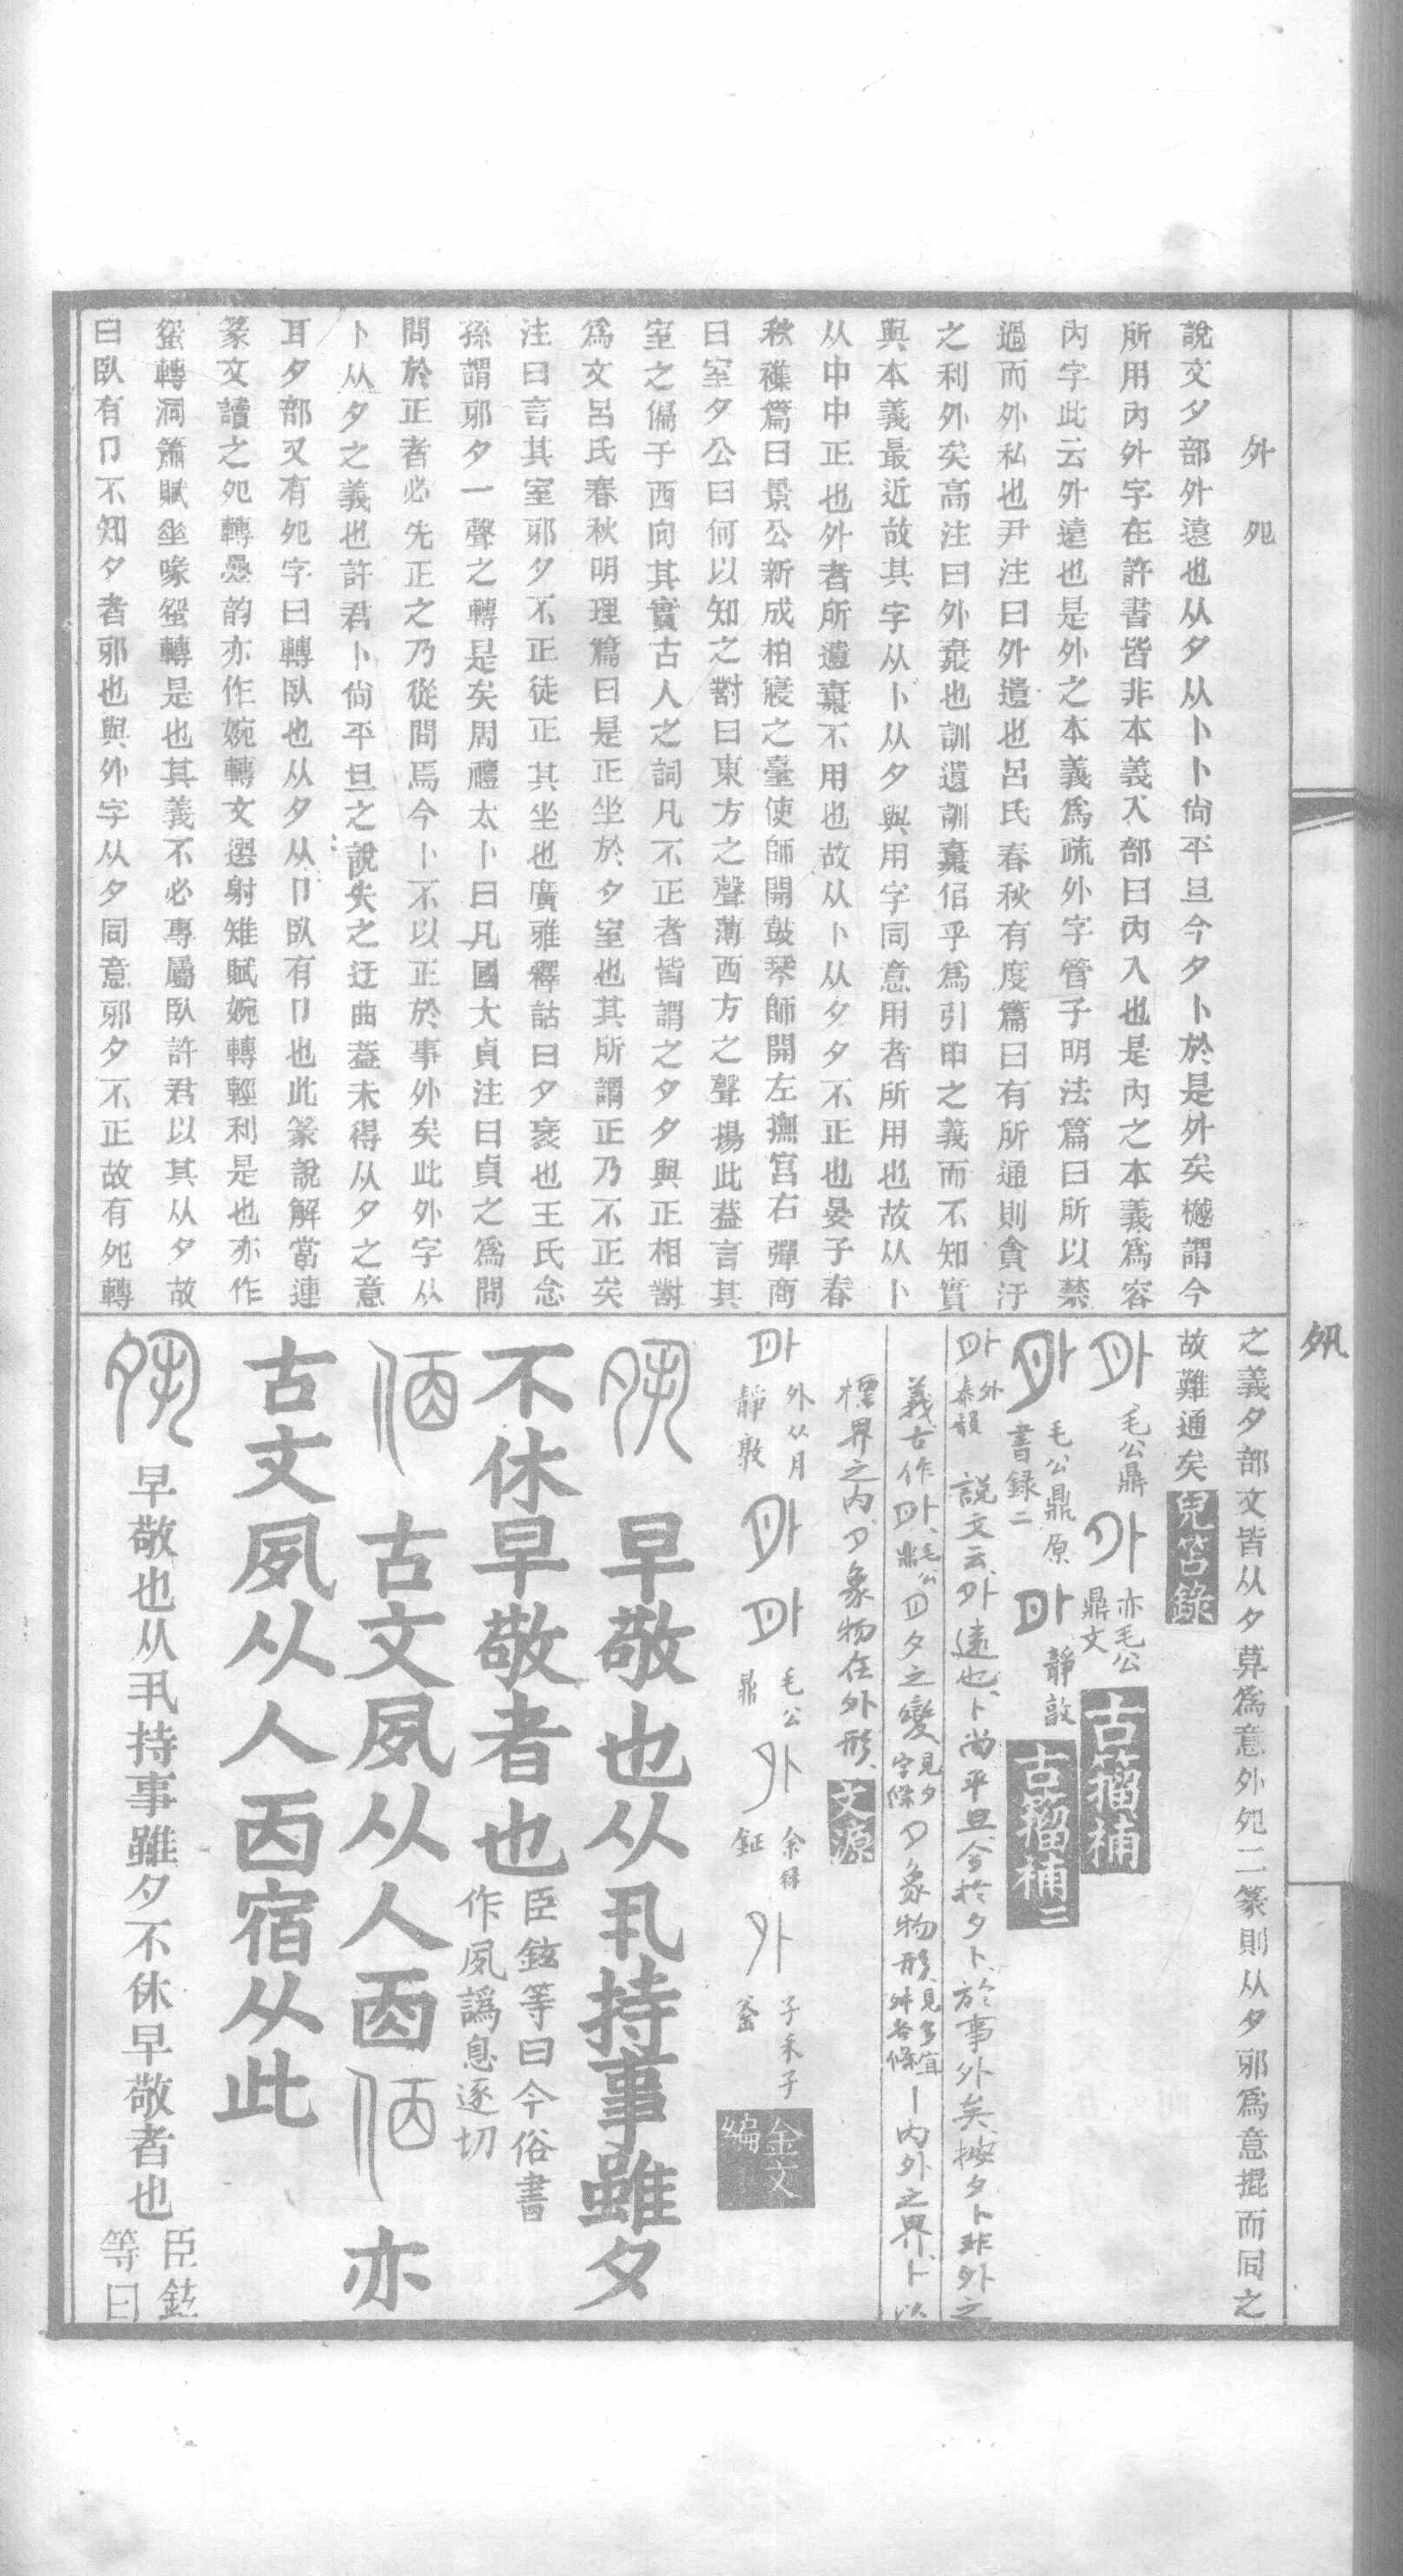 外 夗
說文夕部外遠也从夕从卜卜尙平旦今夕卜於是外矣樾謂今
所用內外字在許書皆非本義入部曰內入也是內之本義爲容
內字此云外遠也是外之本義爲疏外字管子明法篇曰所以禁
過而外私也尹注曰外遺也呂氏春秋有度篇曰有所通則貪汙
之利外矣高注曰外棄也訓遺訓棄佀乎爲引申之義而不知實
與本義最近故其字从卜从夕與用字同意用者所用也故从卜
从中中正也外者所遺棄不用也故从卜从夕夕不正也晏子春
秋襍篇曰景公新成柏寢之臺使師開鼓琴師開左撫宮右彈商
曰室夕公曰何以知之對曰東方之聲薄西方之聲揚此葢言其
室之偏于西向其實古人之詞凡不正者皆謂之夕夕與正相對
爲文呂氏春秋明理篇曰是正坐於夕室也其所謂正乃不正矣
注曰言其室邪夕不正徒正其坐也廣雅釋詁曰夕衺也王氏念
孫謂邪夕一聲之轉是矣周禮太卜曰凡國大貞注曰貞之爲問
問於正者必先正之乃從問焉今卜不以正於事外矣此外字从
卜从夕之義也許君卜尙平旦之說失之迂曲葢未得从夕之意
耳夕部又有夗字曰轉臥也从夕从卩臥有卩也此篆說解當連
篆文讀之夗轉疊韵亦作婉轉文選射雉賦婉轉輕利是也亦作
蛩轉洞簫賦垂喙蛩轉是也其義不必專屬臥許君以其从夕故
曰臥有卩不知夕者邪也與外字从夕同意邪夕不正故有夗轉
夙
之義夕部文皆从夕莫爲意外夗二篆則从夕邪爲意掍而同之
故難通矣 兒笘錄
毛公鼎 亦毛公鼎文 古籀補
毛公鼎原書錄二 靜敦 古籀補二
外 泰韻 說文云外遠也卜尚平旦今於夕卜於事外矣按夕卜非外之
義古作外毛公鼎 夕之變見夕字條 夕象物形見多宜 條丨內外之界卜以
標界之內夕象物在外形 文源
外从月靜敦 毛公鼎 余 鉦 子禾子釜 金文編
早敬也从丮持事雖夕
不休早敬者也 臣鉉等曰今俗書作夙譌息逐切
古文夙从人㐁 亦
古文夙从人㐁宿从此
早敬也从丮持事雖夕不休早敬者也 臣鉉等曰